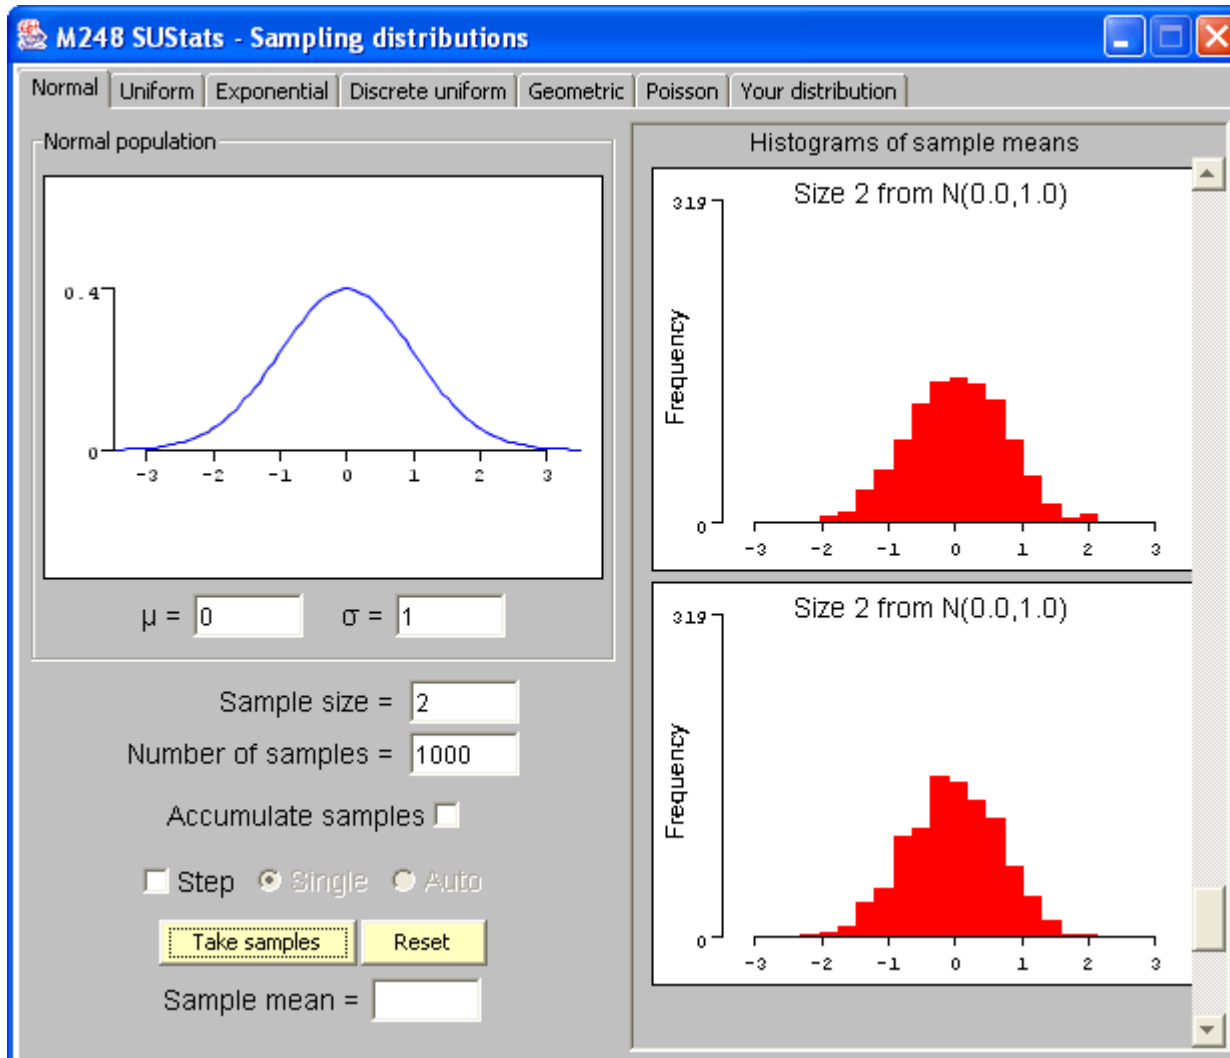 M248 SUStats - Sampling distributions
Normal Uniform Exponential Discrete uniform Geometric Poisson Your distribution
Normal population
0.4
0
-3 -2 -1 0 1 2 3
μ = 0 σ = 1
Sample size = 2
Number of samples = 1000
Accumulate samples
Step Single Auto
Take samples Reset
Sample mean =
Histograms of sample means
Size 2 from N(0.0,1.0)
319
Frequency
0
-3 -2 -1 0 1 2 3
Size 2 from N(0.0,1.0)
319
Frequency
0
-3 -2 -1 0 1 2 3